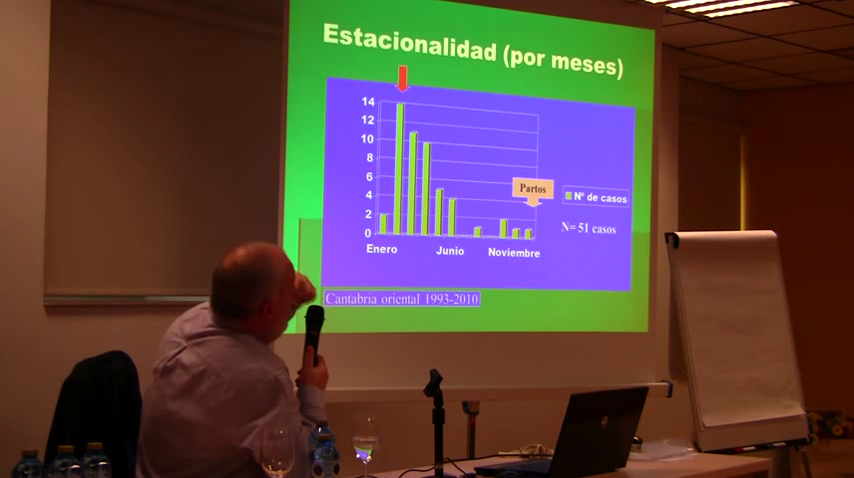 Estacionalidad (por meses)
14
12
10
8
6
4
2
0
Enero
Junio
Noviembre
Partos
Nº de casos
N= 51 casos
Cantabria oriental 1993-2010